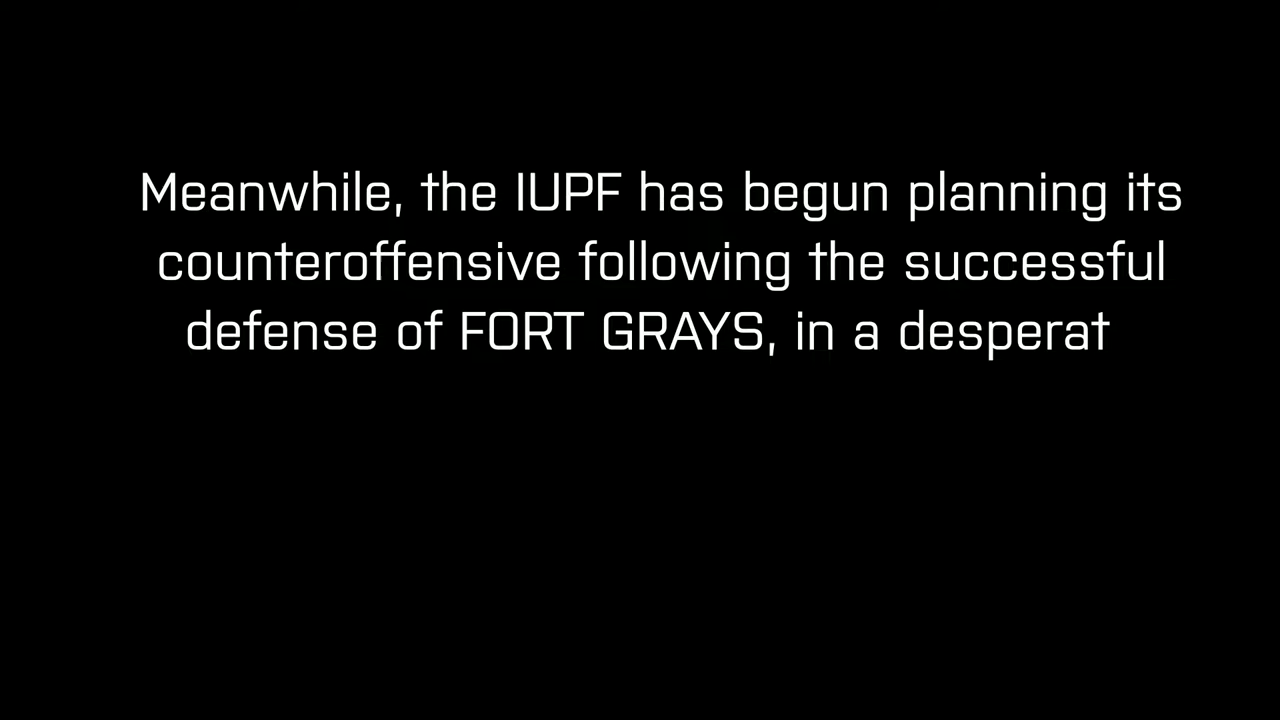 Meanwhile, the IUPF has begun planning its
counteroffensive following the successful
defense of FORT GRAYS, in a desperat